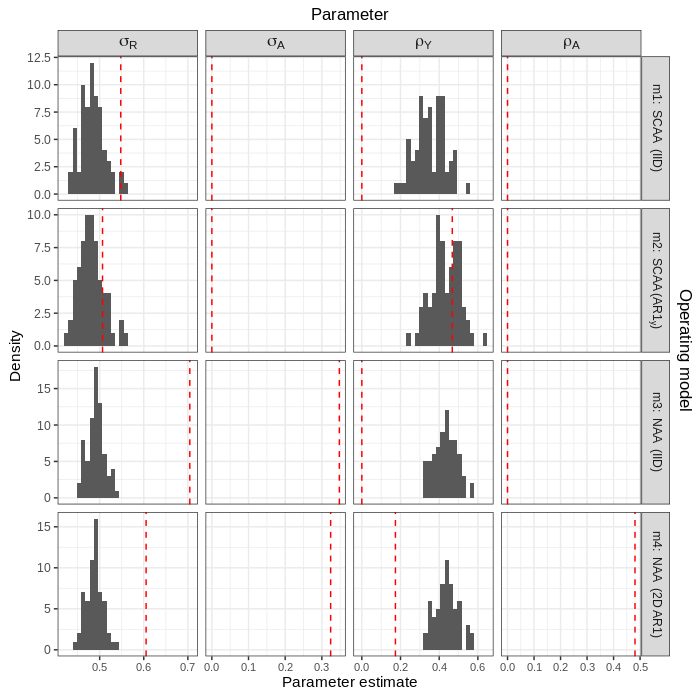 Parameter
σR σA ρY ρA
12.5
10.0
7.5
5.0
2.5
0.0
m1: SCAA (IID)
10.0
7.5
5.0
2.5
0.0
m2: SCAA (AR1y)
15
10
5
0
m3: NAA (IID)
15
10
5
0
m4: NAA (2D AR1)
Density
Operating model
0.5 0.6 0.7 0.0 0.1 0.2 0.3 0.0 0.2 0.4 0.6 0.0 0.1 0.2 0.3 0.4 0.5
Parameter estimate